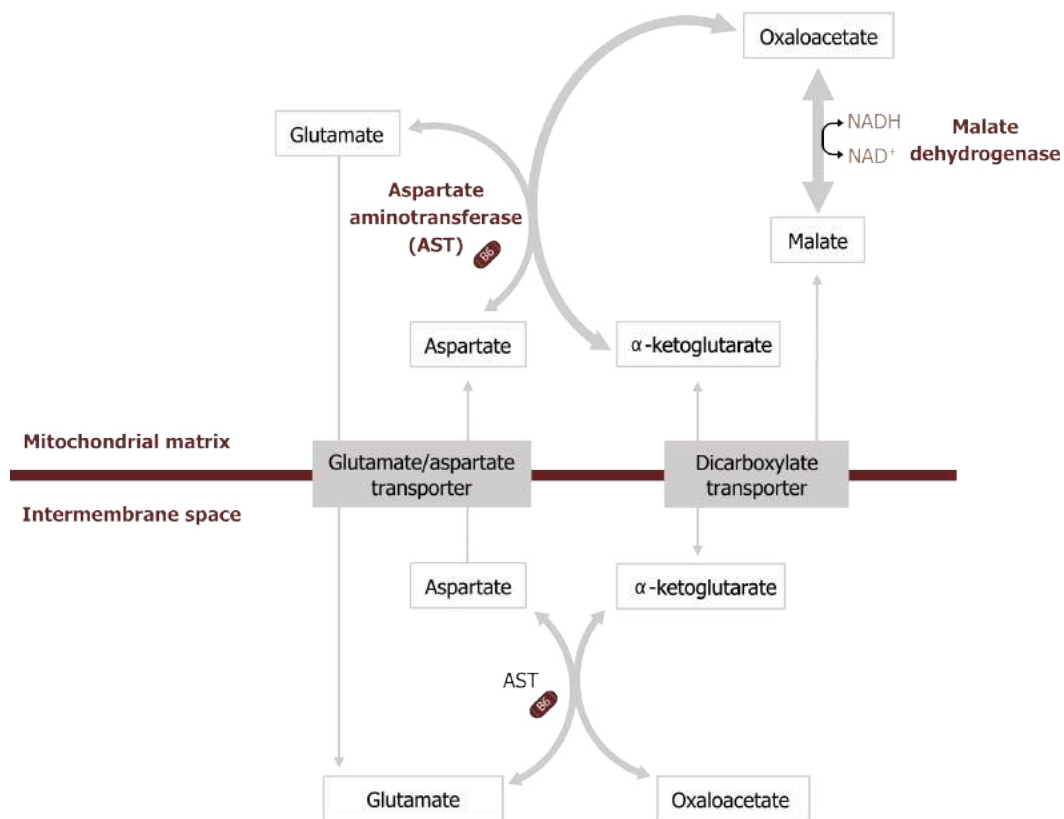 Oxaloacetate
Glutamate
NADH
NAD⁺
Malate
dehydrogenase
Aspartate
aminotransferase
(AST)
B6
Malate
Aspartate
α-ketoglutarate
Mitochondrial matrix
Glutamate/aspartate
transporter
Dicarboxylate
transporter
Intermembrane space
Aspartate
α-ketoglutarate
AST
B6
Glutamate
Oxaloacetate